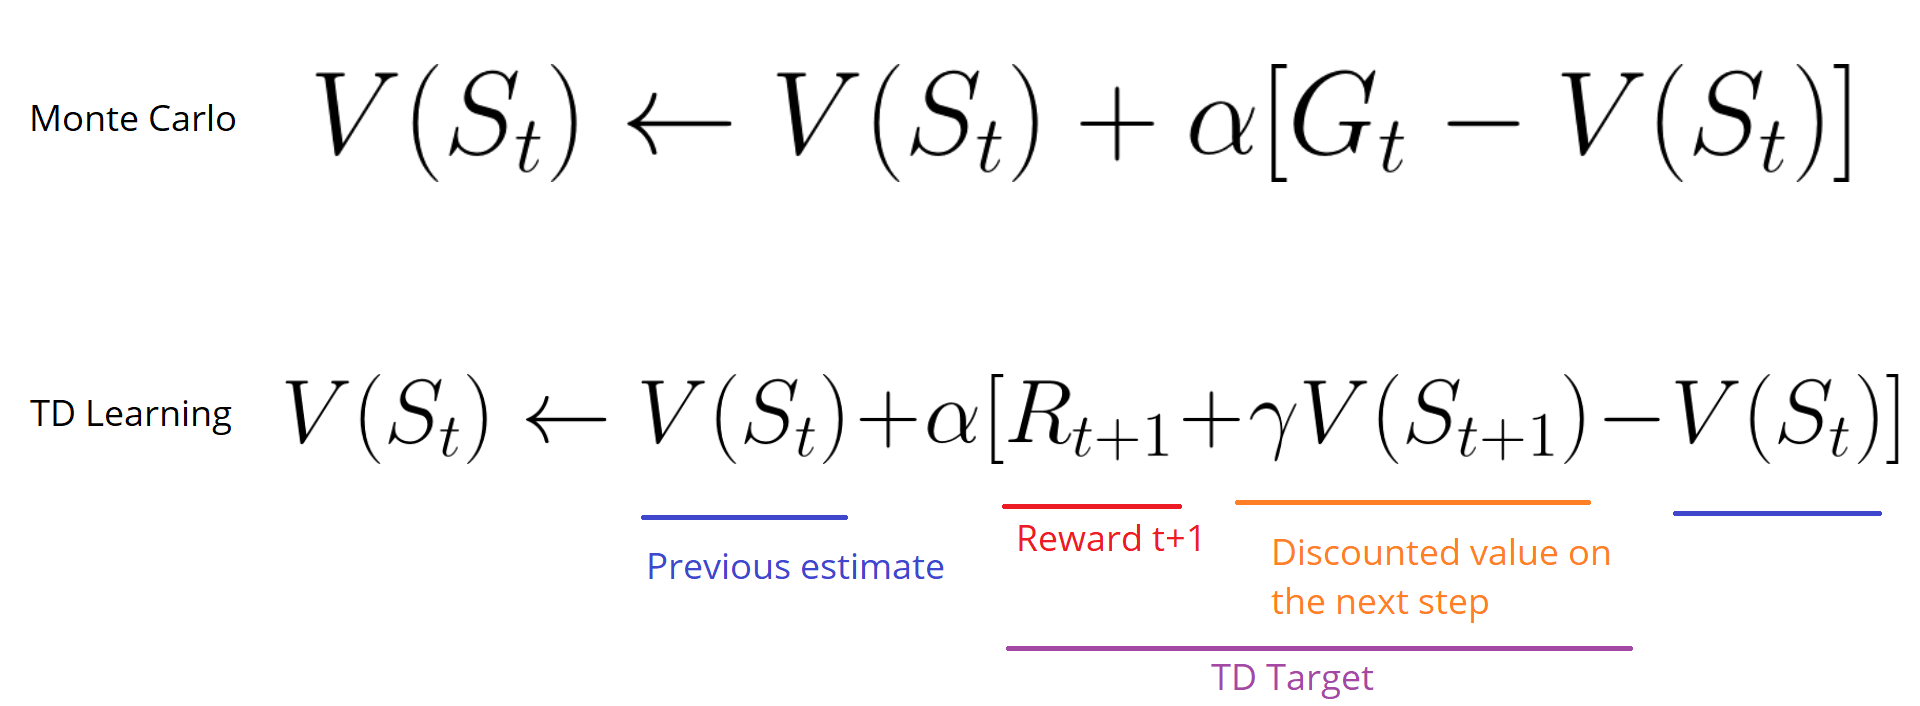 Monte Carlo V(S_t) ← V(S_t) + α[G_t − V(S_t)]
TD Learning V(S_t) ← V(S_t)+α[R_{t+1}+γV(S_{t+1})−V(S_t)]
Reward t+1
Previous estimate
Discounted value on
the next step
TD Target